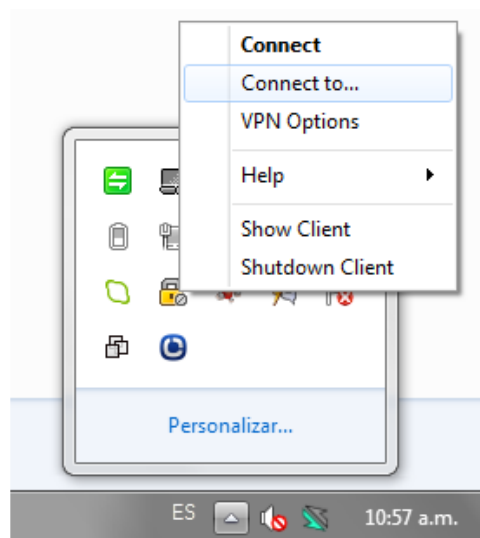 Connect
Connect to...
VPN Options
Help
Show Client
Shutdown Client
Personalizar...
ES
10:57 a.m.